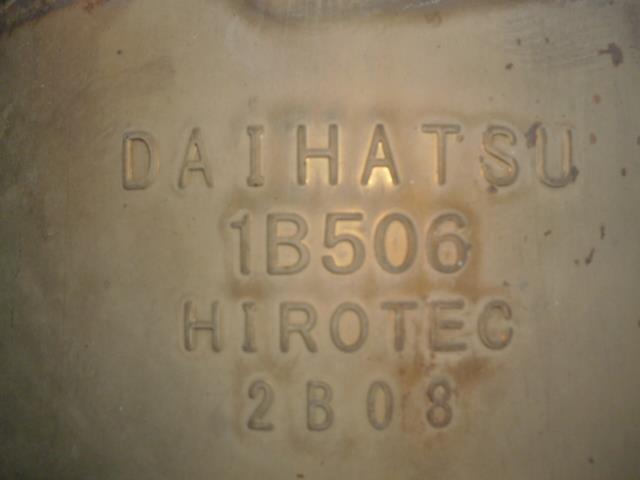 DAIHATSU
1B506
HIROTEC
2B08